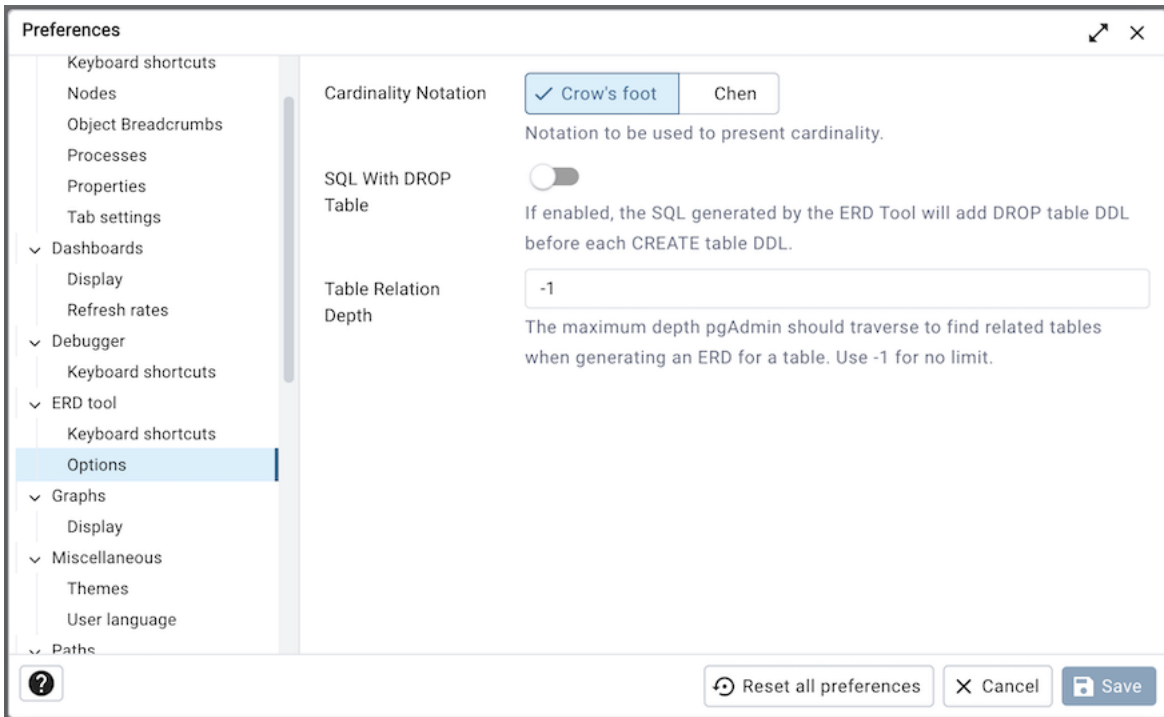 Preferences
Keyboard shortcuts
Nodes
Object Breadcrumbs
Processes
Properties
Tab settings
Dashboards
Display
Refresh rates
Debugger
Keyboard shortcuts
ERD tool
Keyboard shortcuts
Options
Graphs
Display
Miscellaneous
Themes
User language
Paths
Cardinality Notation
Crow's foot
Chen
Notation to be used to present cardinality.
SQL With DROP
Table
If enabled, the SQL generated by the ERD Tool will add DROP table DDL
before each CREATE table DDL.
Table Relation
Depth
-1
The maximum depth pgAdmin should traverse to find related tables
when generating an ERD for a table. Use -1 for no limit.
?
Reset all preferences
Cancel
Save